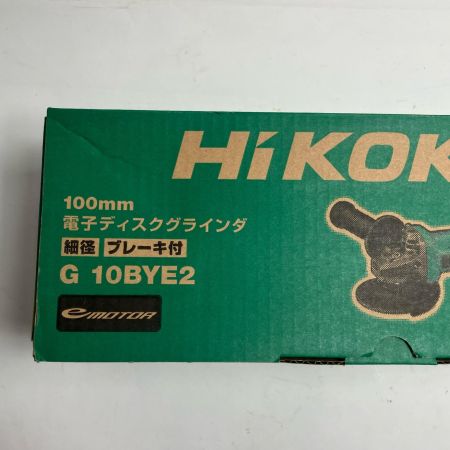 HiKOK
100mm
電子ディスクグラインダ
細径 ブレーキ付
G 10BYE2
e MOTOR